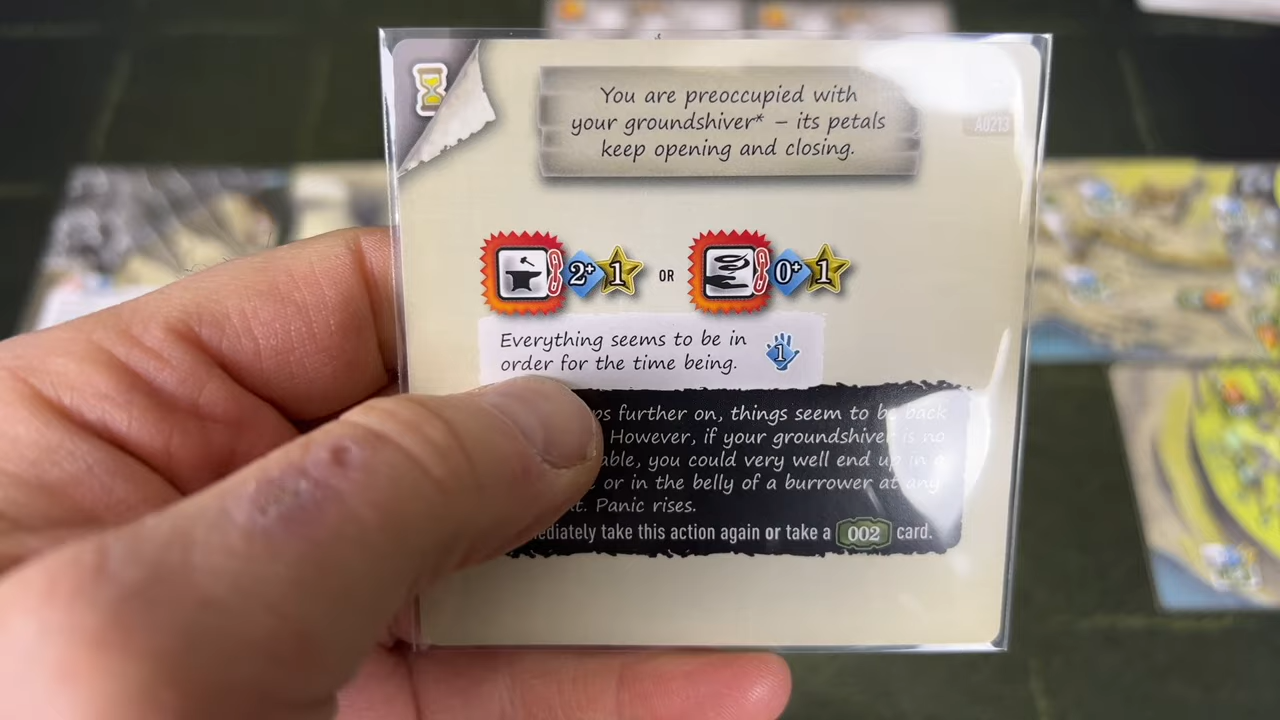 You are preoccupied with
your groundshiver* – its petals
keep opening and closing.
A0213
2+ 1 OR 0+ 1
Everything seems to be in
order for the time being.
1
further on, things seem to be back
However, if your groundshiver is no
you could very well end up in a
or in the belly of a burrower at any
Panic rises.
take this action again or take a 002 card.